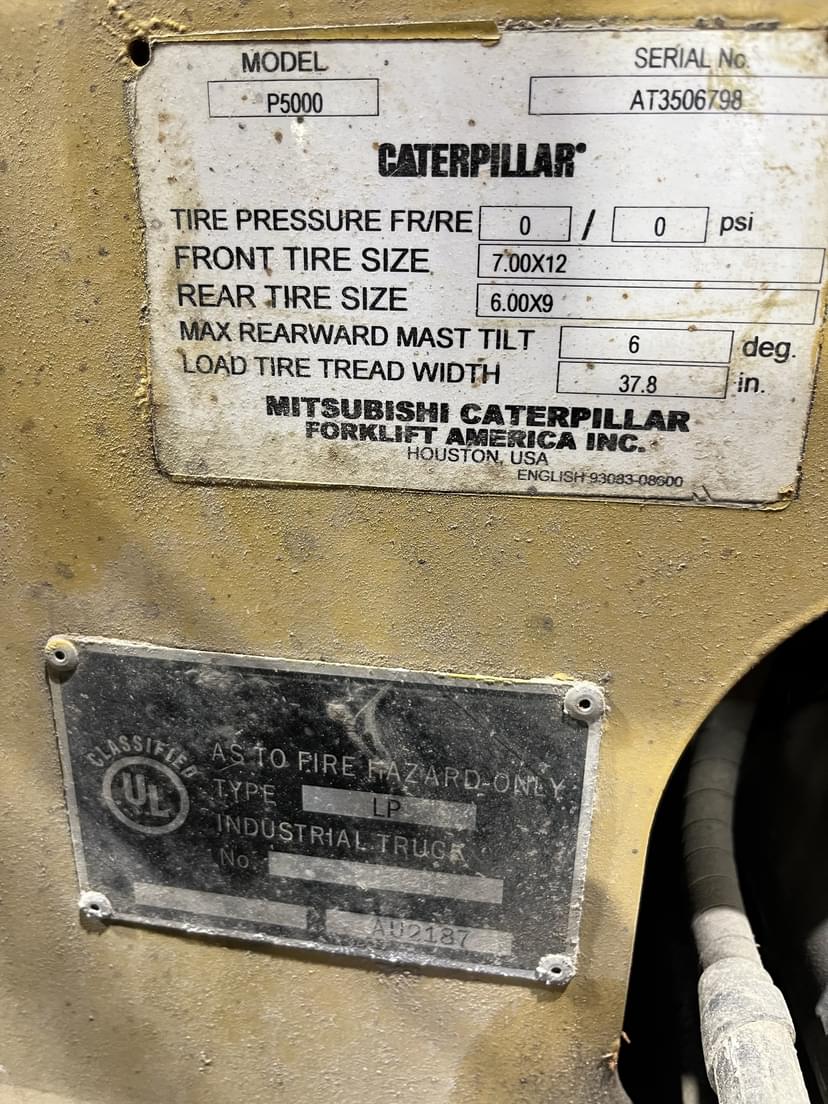 MODEL SERIAL No.
P5000 AT3506798
CATERPILLAR
TIRE PRESSURE FR/RE 0 / 0 psi
FRONT TIRE SIZE 7.00X12
REAR TIRE SIZE 6.00X9
MAX REARWARD MAST TILT 6 deg.
LOAD TIRE TREAD WIDTH 37.8 in.
MITSUBISHI CATERPILLAR
FORKLIFT AMERICA INC.
HOUSTON, USA
ENGLISH 93083-08600
CLASSIFIED
UL
AS TO FIRE HAZARD ONLY
TYPE LP
INDUSTRIAL TRUCK
No.
AU2187